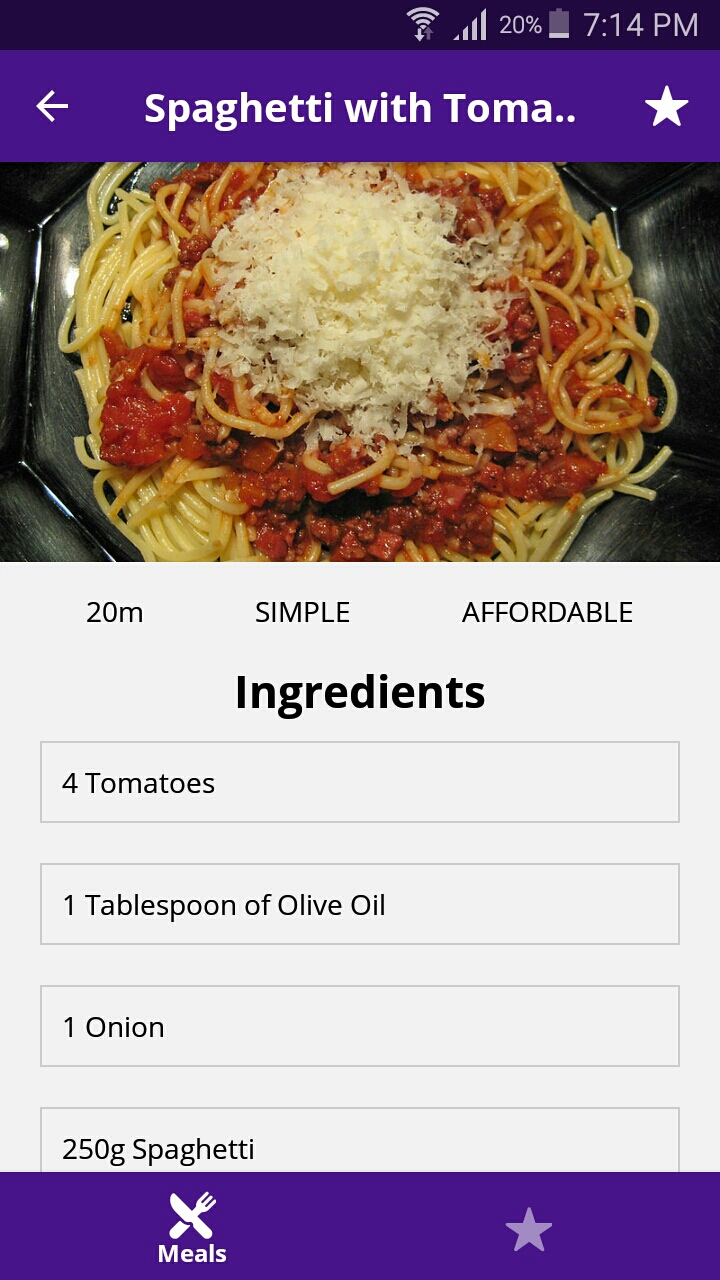 20% 7:14 PM
Spaghetti with Toma..
20m SIMPLE AFFORDABLE
Ingredients
4 Tomatoes
1 Tablespoon of Olive Oil
1 Onion
250g Spaghetti
Meals